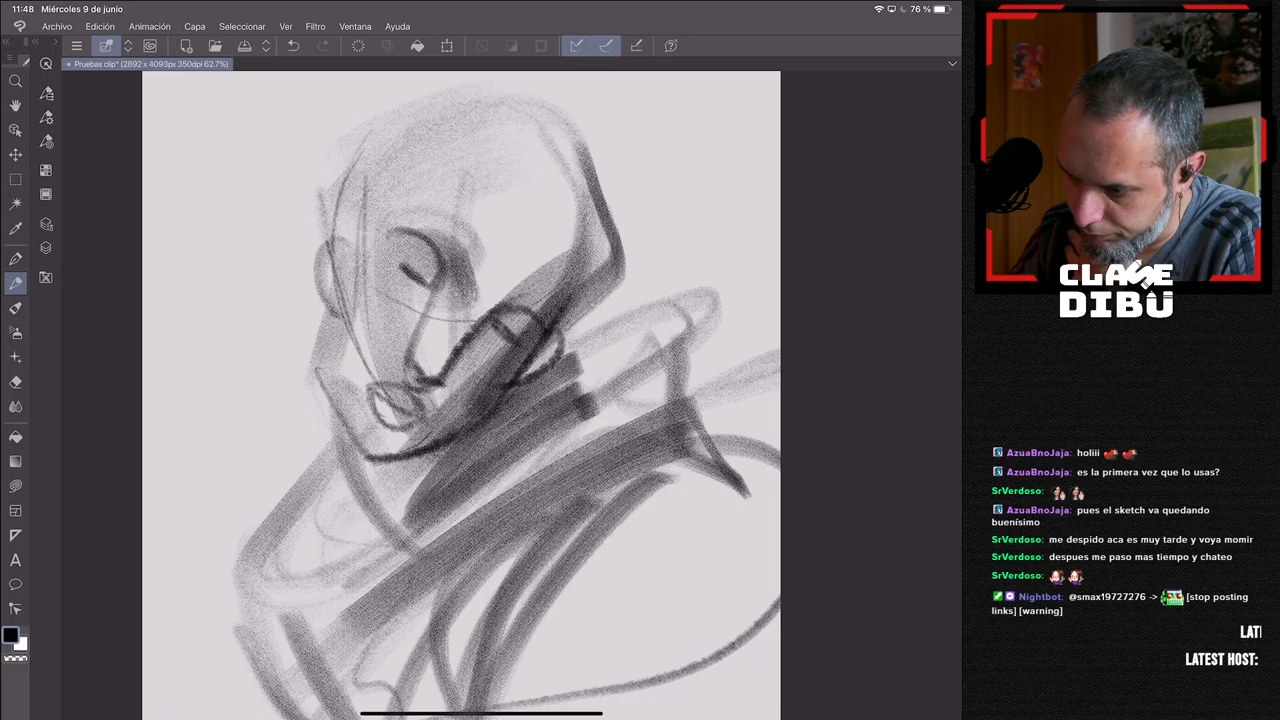 11:48 Miércoles 9 de junio
76 %
Archivo Edición Animación Capa Seleccionar Ver Filtro Ventana Ayuda
Pruebas clip* (2892 x 4093px 350dpi 62.7%)
CLASE
DIBU
AzuaBnoJaja: holiii
AzuaBnoJaja: es la primera vez que lo usas?
SrVerdoso:
AzuaBnoJaja: pues el sketch va quedando
buenísimo
SrVerdoso: me despido aca es muy tarde y voya momir
SrVerdoso: despues me paso mas tiempo y chateo
SrVerdoso:
Nightbot: @smax19727276 -> [stop posting
links] [warning]
LAT
LATEST HOST: